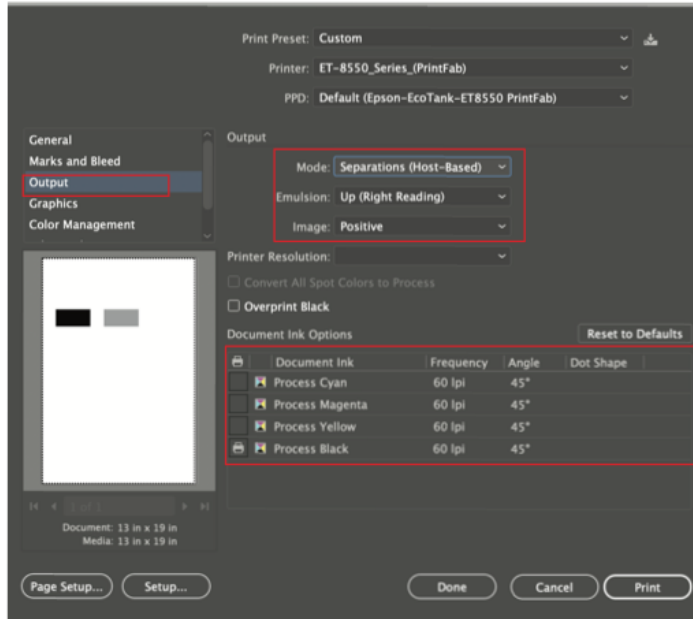 Print Preset: Custom
Printer: ET-8550_Series_(PrintFab)
PPD: Default (Epson-EcoTank-ET8550 PrintFab)
General
Marks and Bleed
Output
Graphics
Color Management
Output
Mode: Separations (Host-Based)
Emulsion: Up (Right Reading)
Image: Positive
Printer Resolution:
Convert All Spot Colors to Process
Overprint Black
Document Ink Options
Reset to Defaults
Document Ink Frequency Angle Dot Shape
Process Cyan 60 lpi 45°
Process Magenta 60 lpi 45°
Process Yellow 60 lpi 45°
Process Black 60 lpi 45°
1 of 1
Document: 13 in x 19 in
Media: 13 in x 19 in
Page Setup... Setup... Done Cancel Print